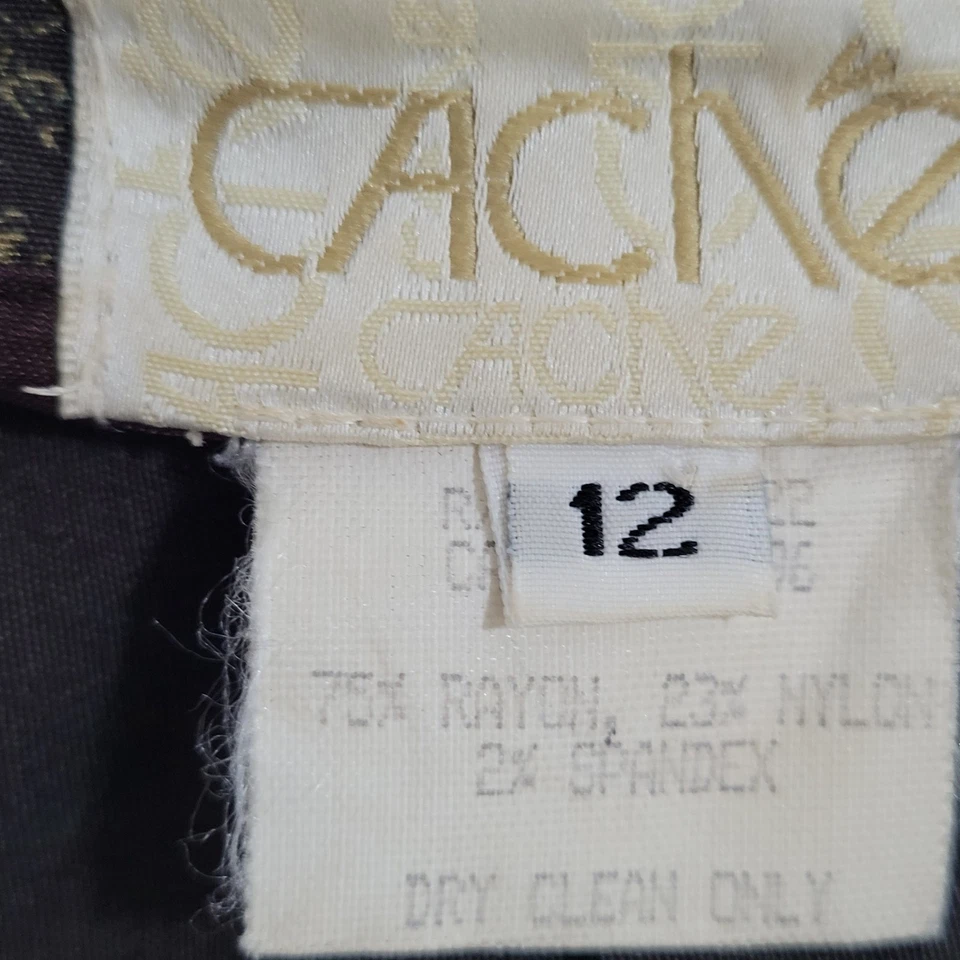 CACHÉ
CACHÉ
12
75% RAYON, 23% NYLON
2% SPANDEX
DRY CLEAN ONLY